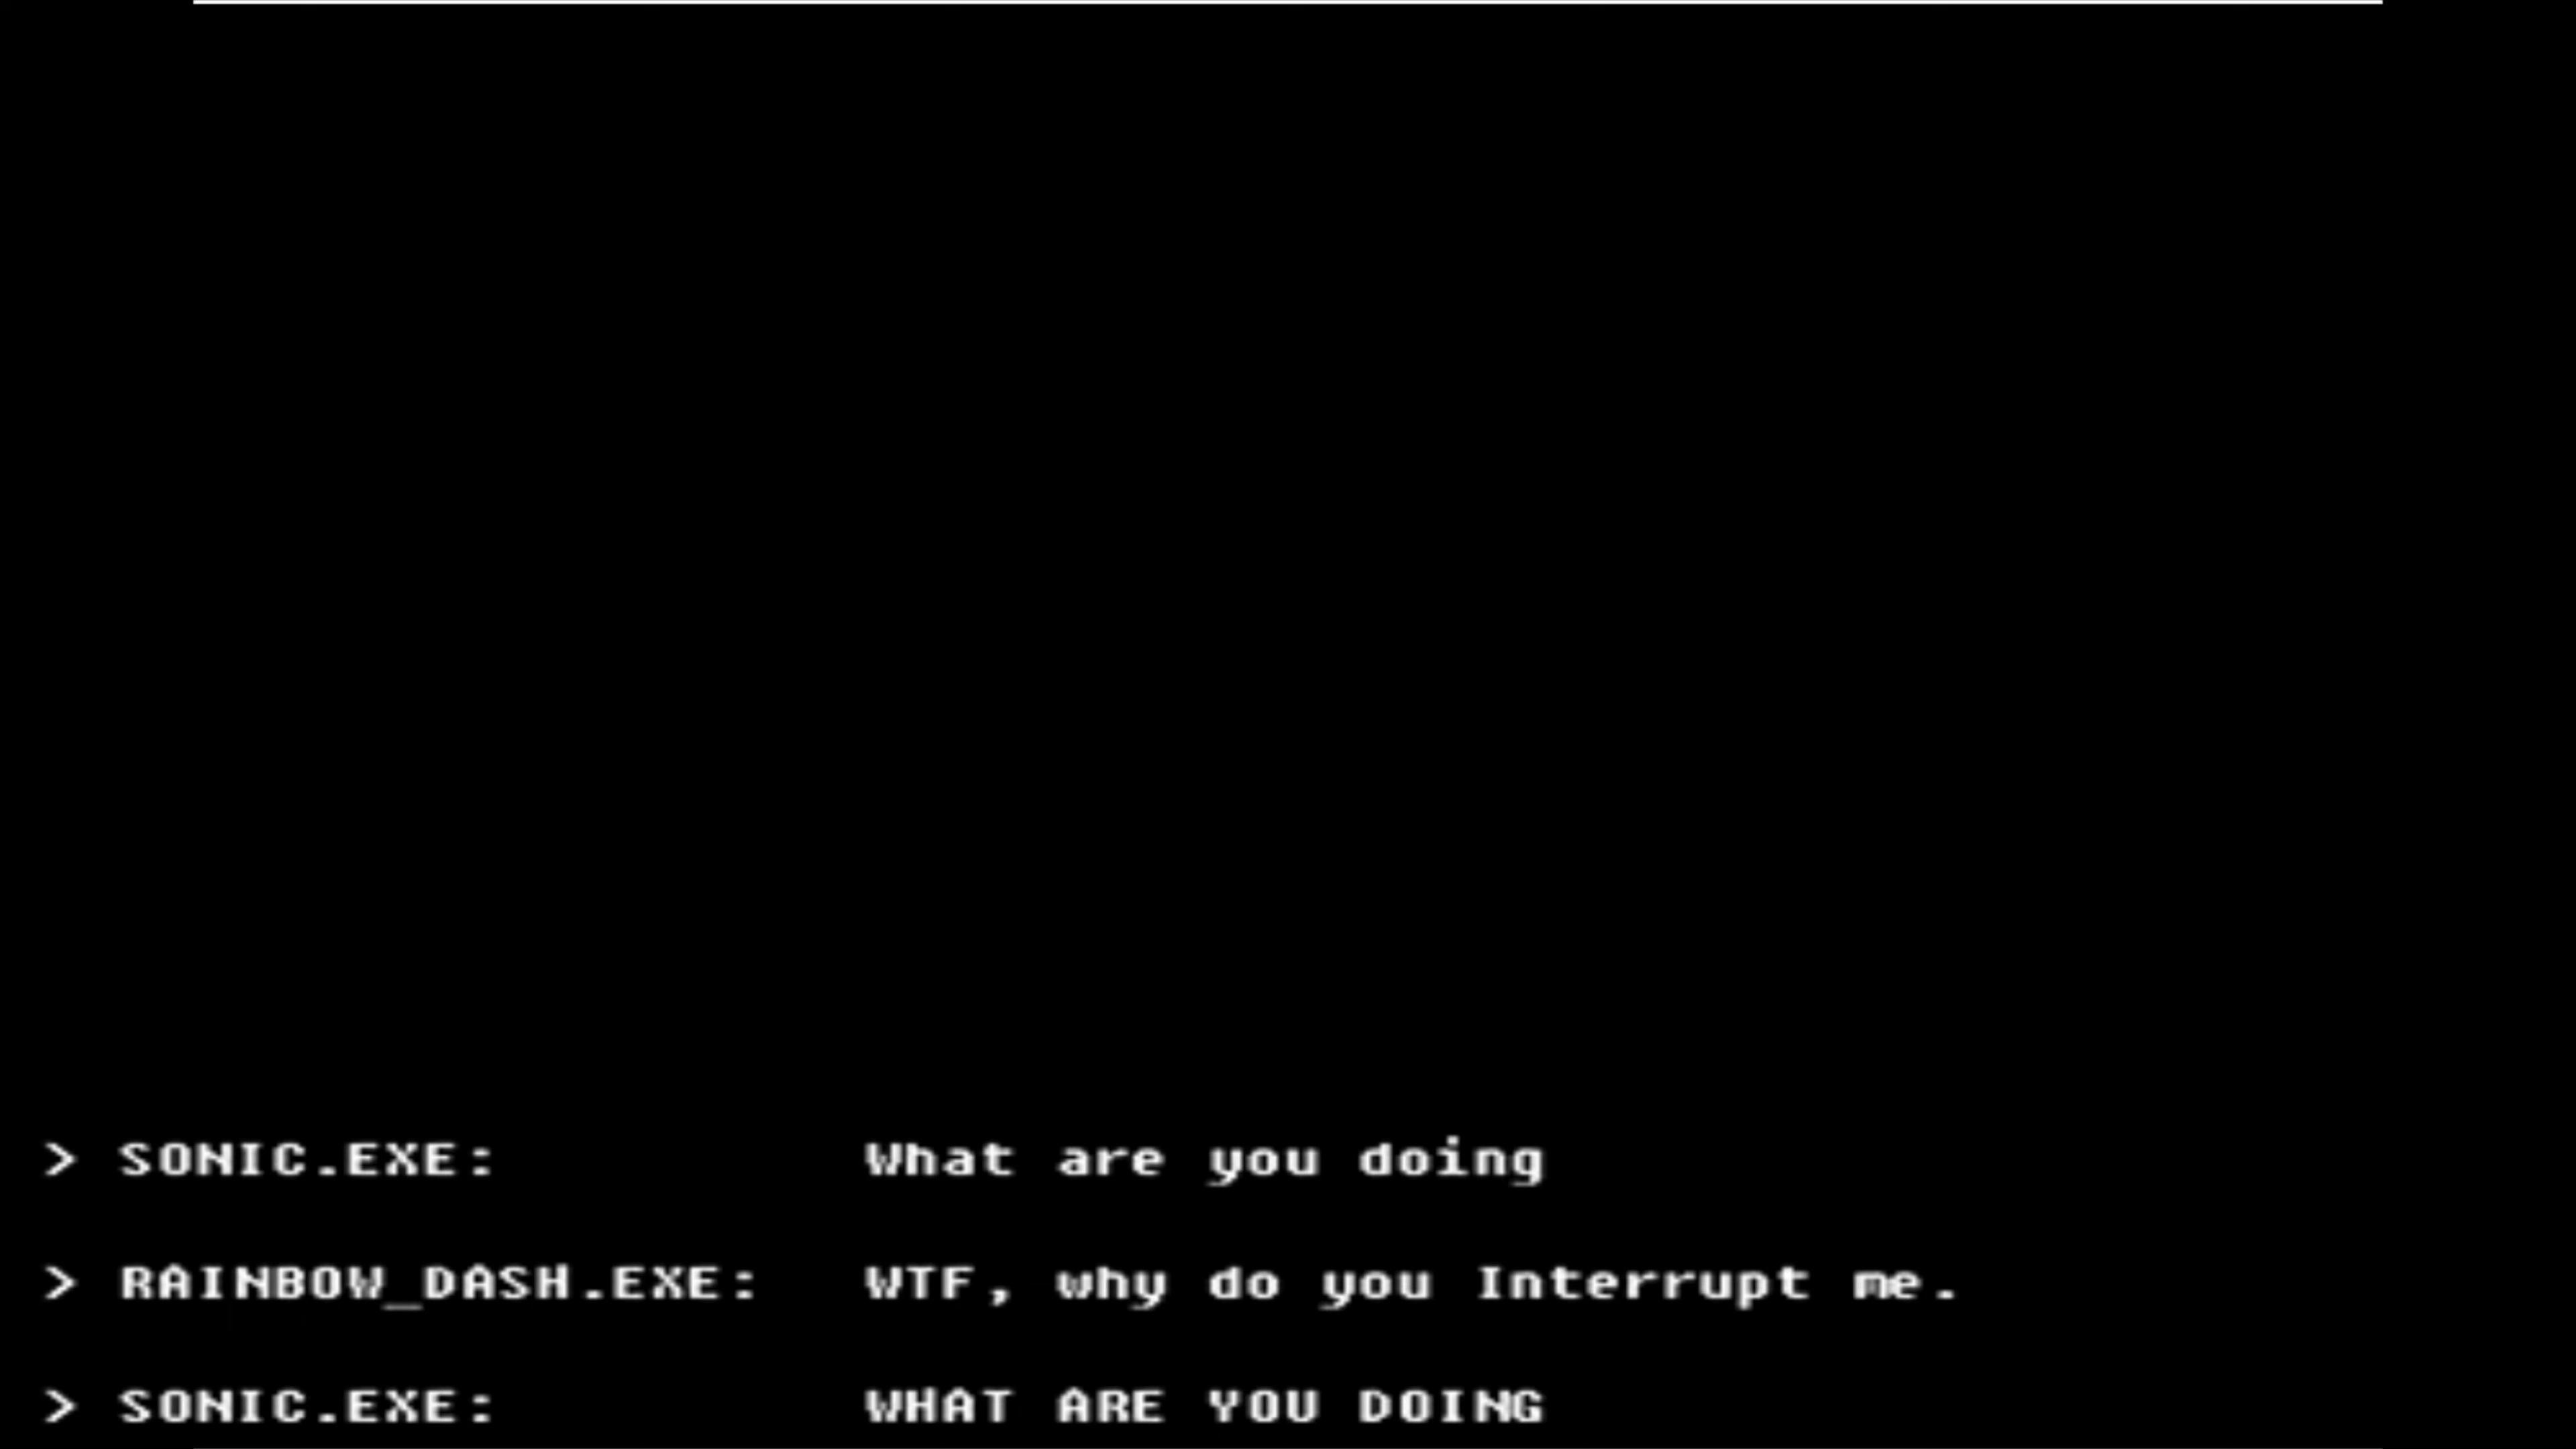 > SONIC.EXE: What are you doing
> RAINBOW_DASH.EXE: WTF, why do you Interrupt me.
> SONIC.EXE: WHAT ARE YOU DOING